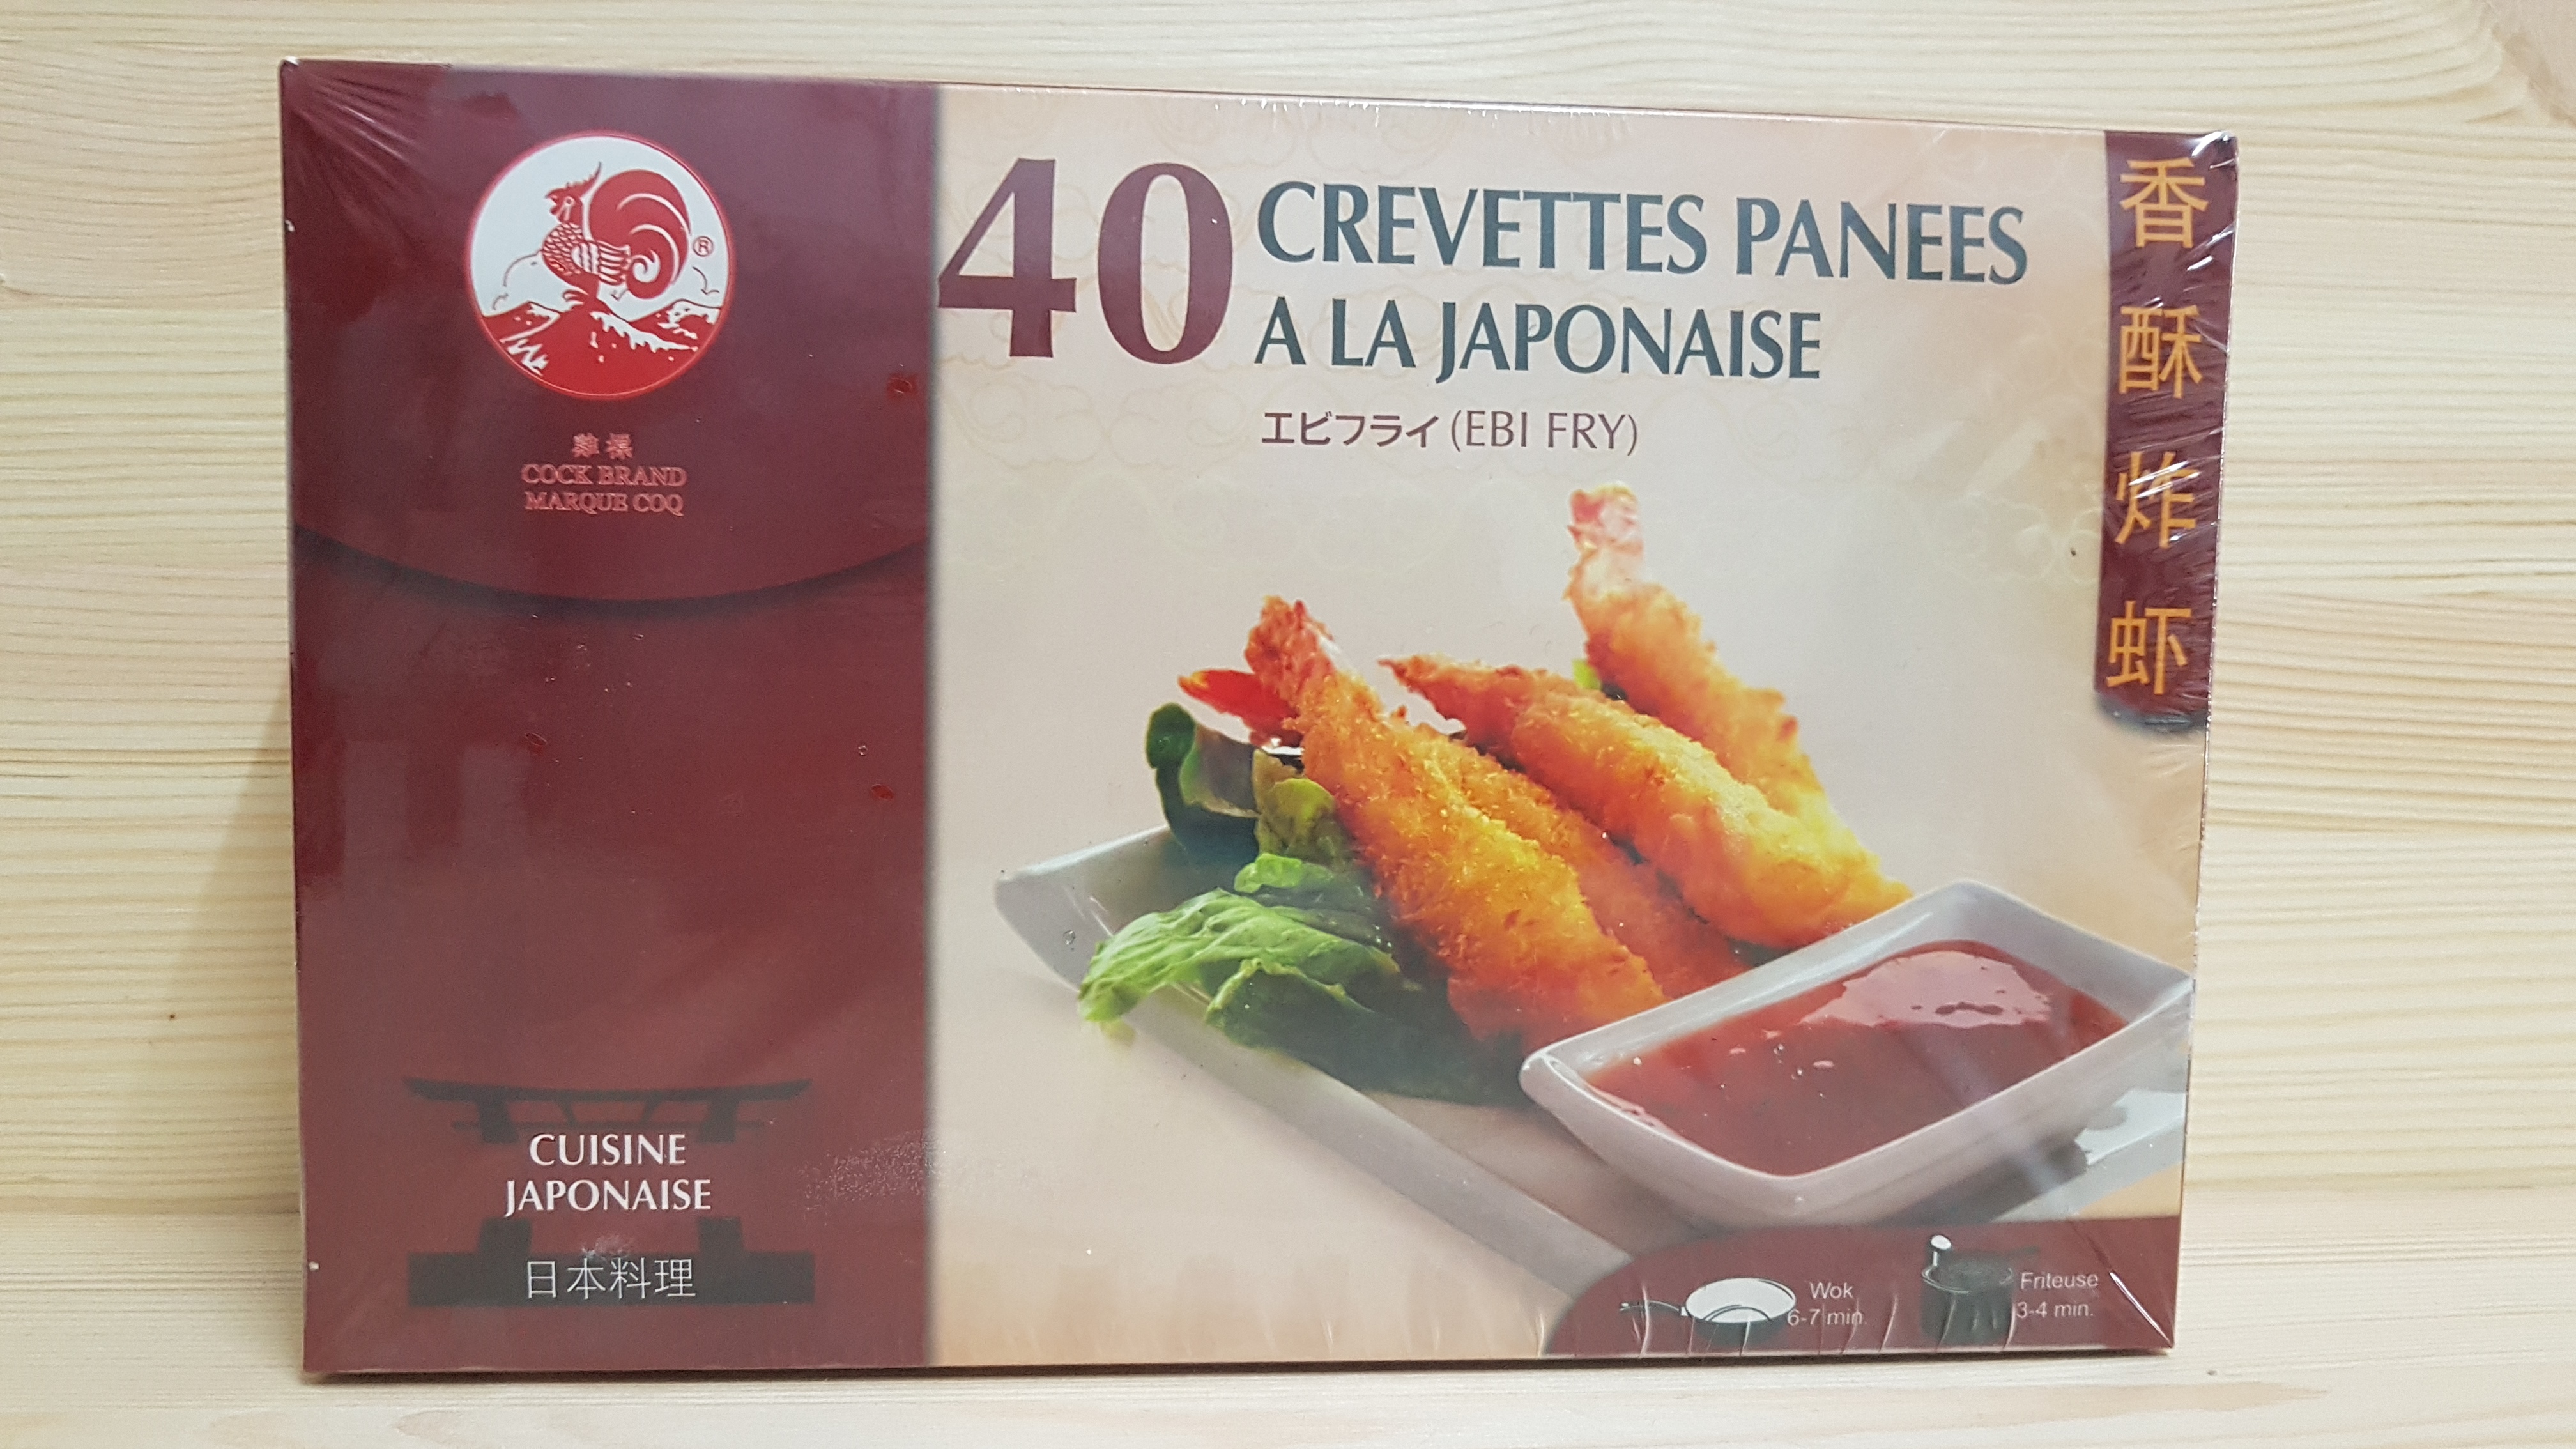 ®
雞標
COCK BRAND
MARQUE COQ
CUISINE
JAPONAISE
日本料理
40 CREVETTES PANEES
A LA JAPONAISE
エビフライ (EBI FRY)
香酥炸虾
Wok
6-7 min.
Friteuse
3-4 min.